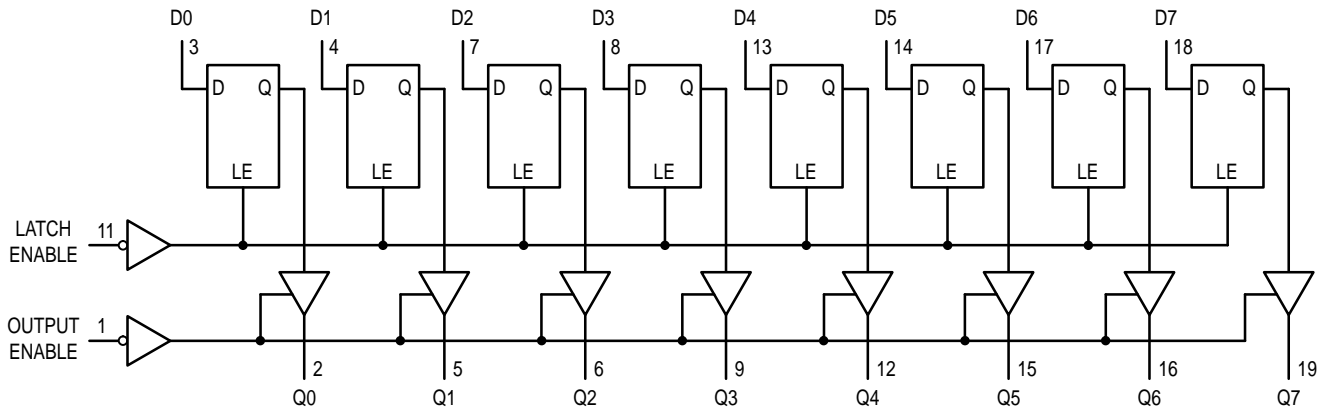 D0 D1 D2 D3 D4 D5 D6 D7
3 4 7 8 13 14 17 18
D Q D Q D Q D Q D Q D Q D Q D Q
LE LE LE LE LE LE LE LE
LATCH
ENABLE
11
OUTPUT
ENABLE
1
2 5 6 9 12 15 16 19
Q0 Q1 Q2 Q3 Q4 Q5 Q6 Q7